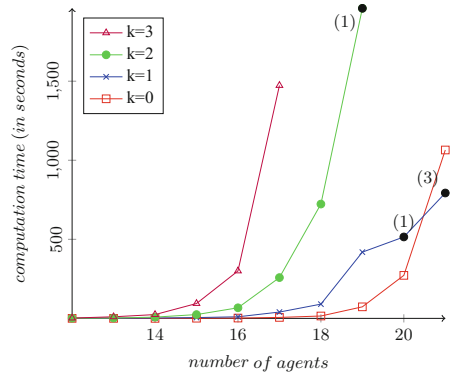 (1)
k=3
k=2
k=1
k=0
1,500
1,000
500
(3)
(1)
computation time (in seconds)
14 16 18 20
number of agents